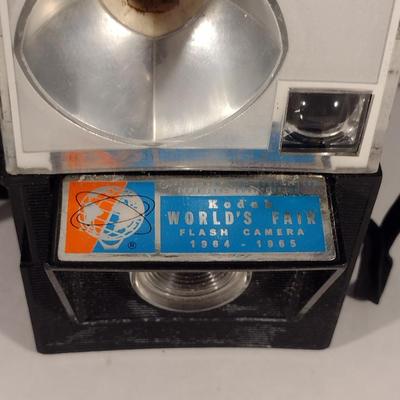 Kodak
WORLD'S FAIR
FLASH CAMERA
1964 - 1965
®